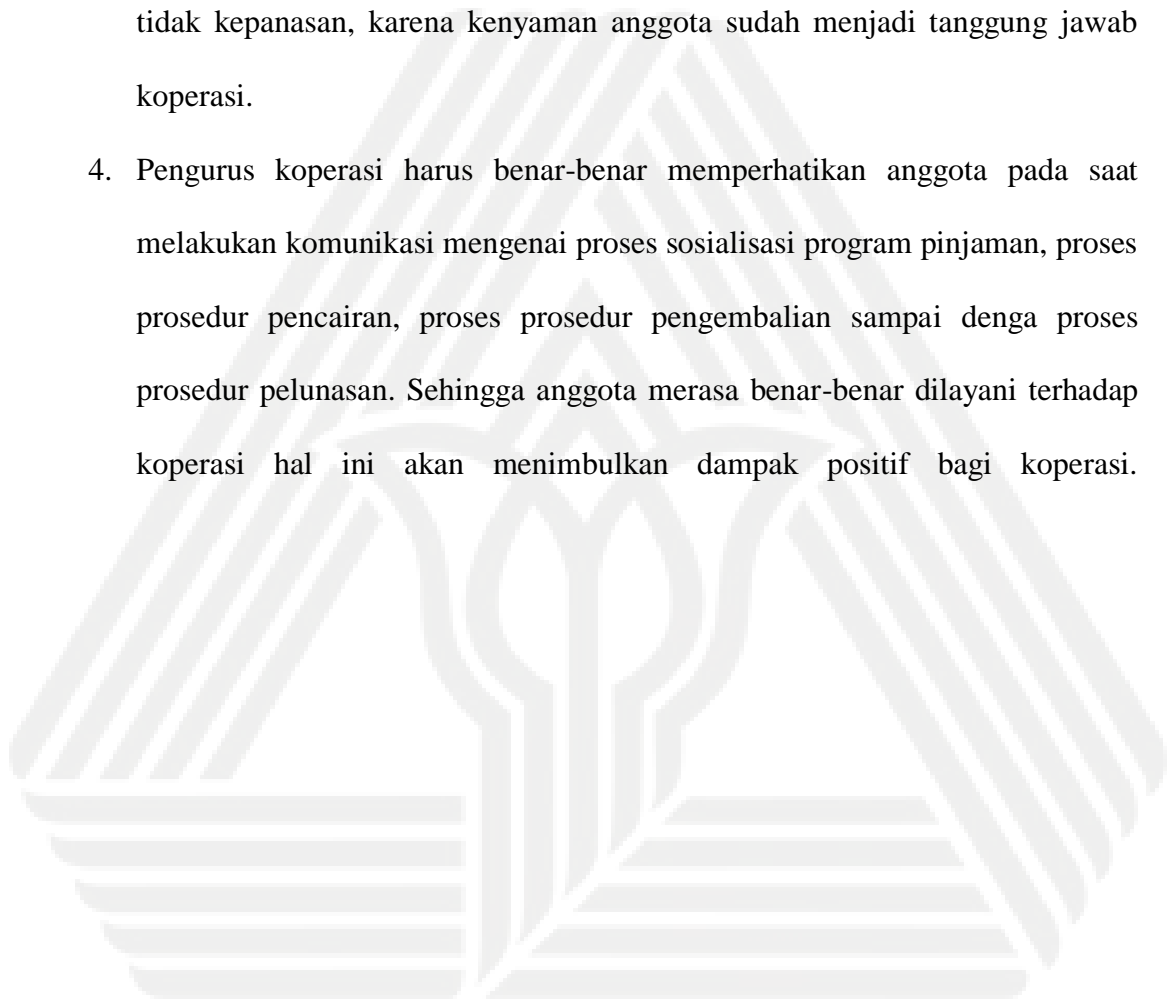 tidak kepanasan, karena kenyaman anggota sudah menjadi tanggung jawab
koperasi.
4. Pengurus koperasi harus benar-benar memperhatikan anggota pada saat
melakukan komunikasi mengenai proses sosialisasi program pinjaman, proses
prosedur pencairan, proses prosedur pengembalian sampai denga proses
prosedur pelunasan. Sehingga anggota merasa benar-benar dilayani terhadap
koperasi hal ini akan menimbulkan dampak positif bagi koperasi.